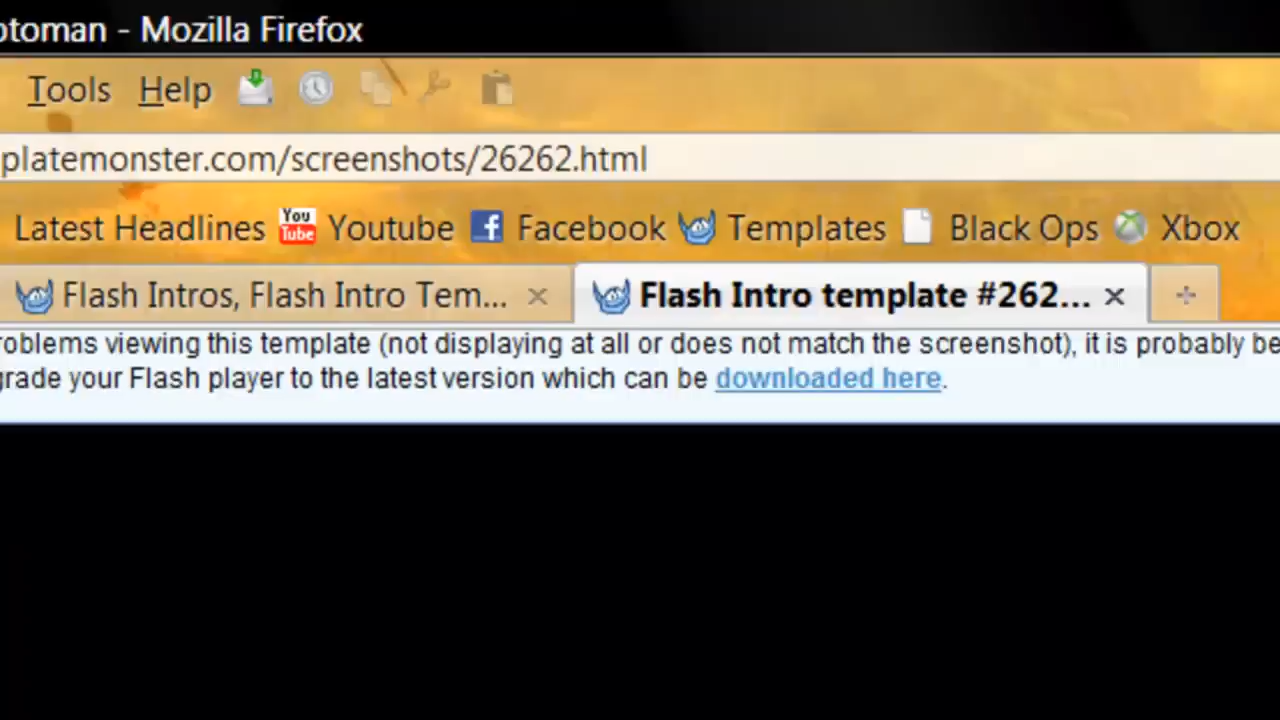 otoman - Mozilla Firefox
Tools Help
platemonster.com/screenshots/26262.html
Latest Headlines You Tube Youtube f Facebook Templates Black Ops Xbox
Flash Intros, Flash Intro Tem... Flash Intro template #262...
roblems viewing this template (not displaying at all or does not match the screenshot), it is probably be
grade your Flash player to the latest version which can be downloaded here.